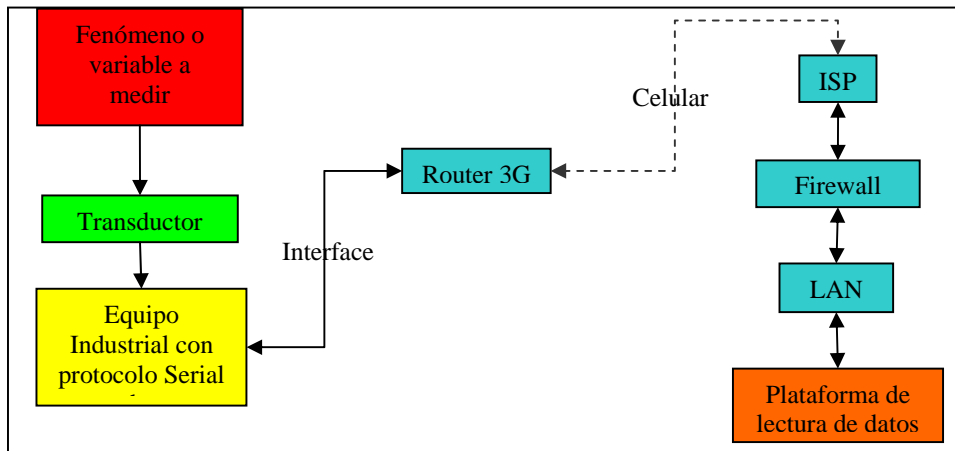 Fenómeno o
variable a
medir
Transductor
Equipo
Industrial con
protocolo Serial
Interface
Router 3G
Celular
ISP
Firewall
LAN
Plataforma de
lectura de datos